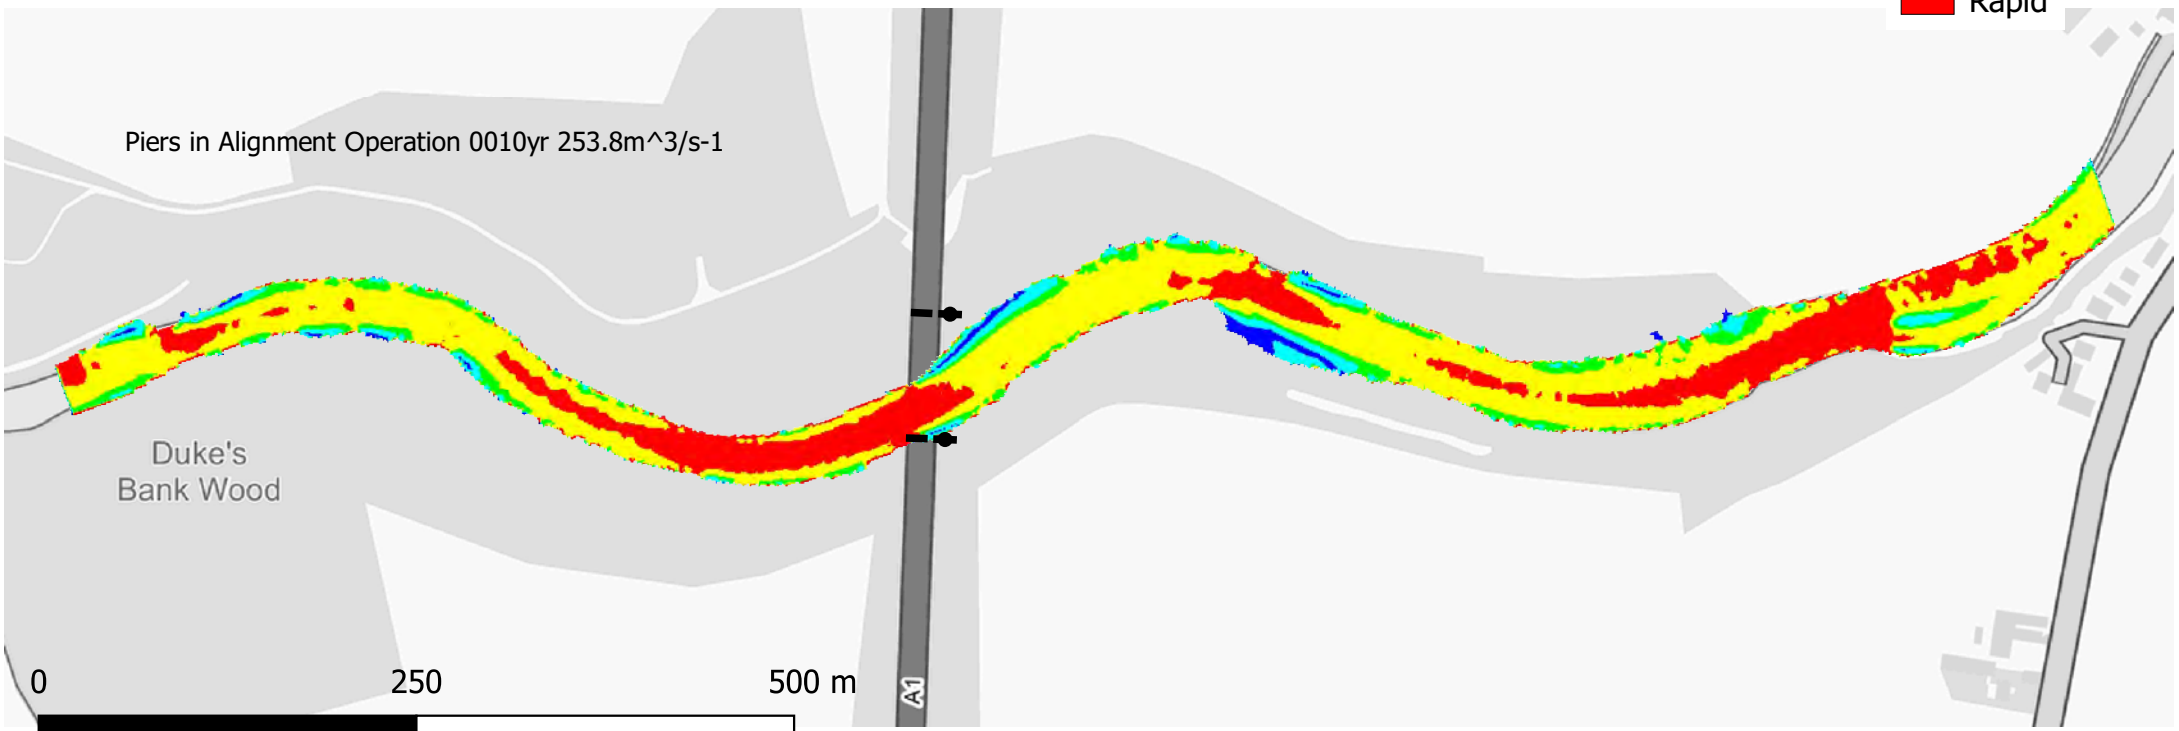 Rapid
Piers in Alignment Operation 0010yr 253.8m^3/s-1
Duke's
Bank Wood
0 250 500 m
A1